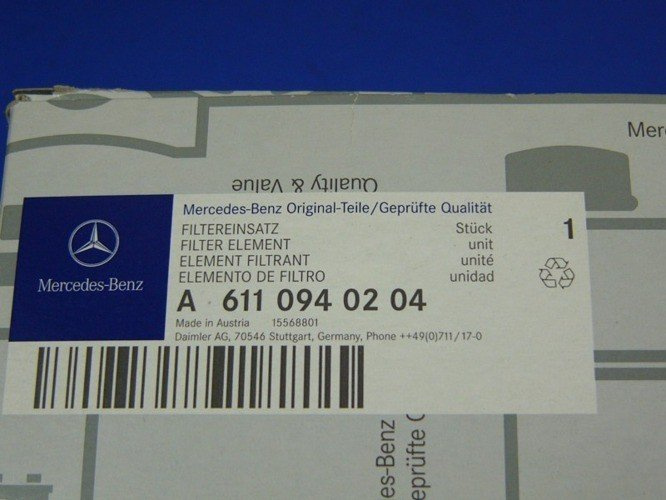 Mer
Quality & Value
Mercedes-Benz Original-Teile/Geprüfte Qualität
FILTEREINSATZ Stück 1
FILTER ELEMENT unit
ELEMENT FILTRANT unité
ELEMENTO DE FILTRO unidad
Mercedes-Benz
A 611 094 02 04
Made in Austria 15568801
Daimler AG, 70546 Stuttgart, Germany, Phone ++49(0)711/17-0
es-Benz
eprüfte